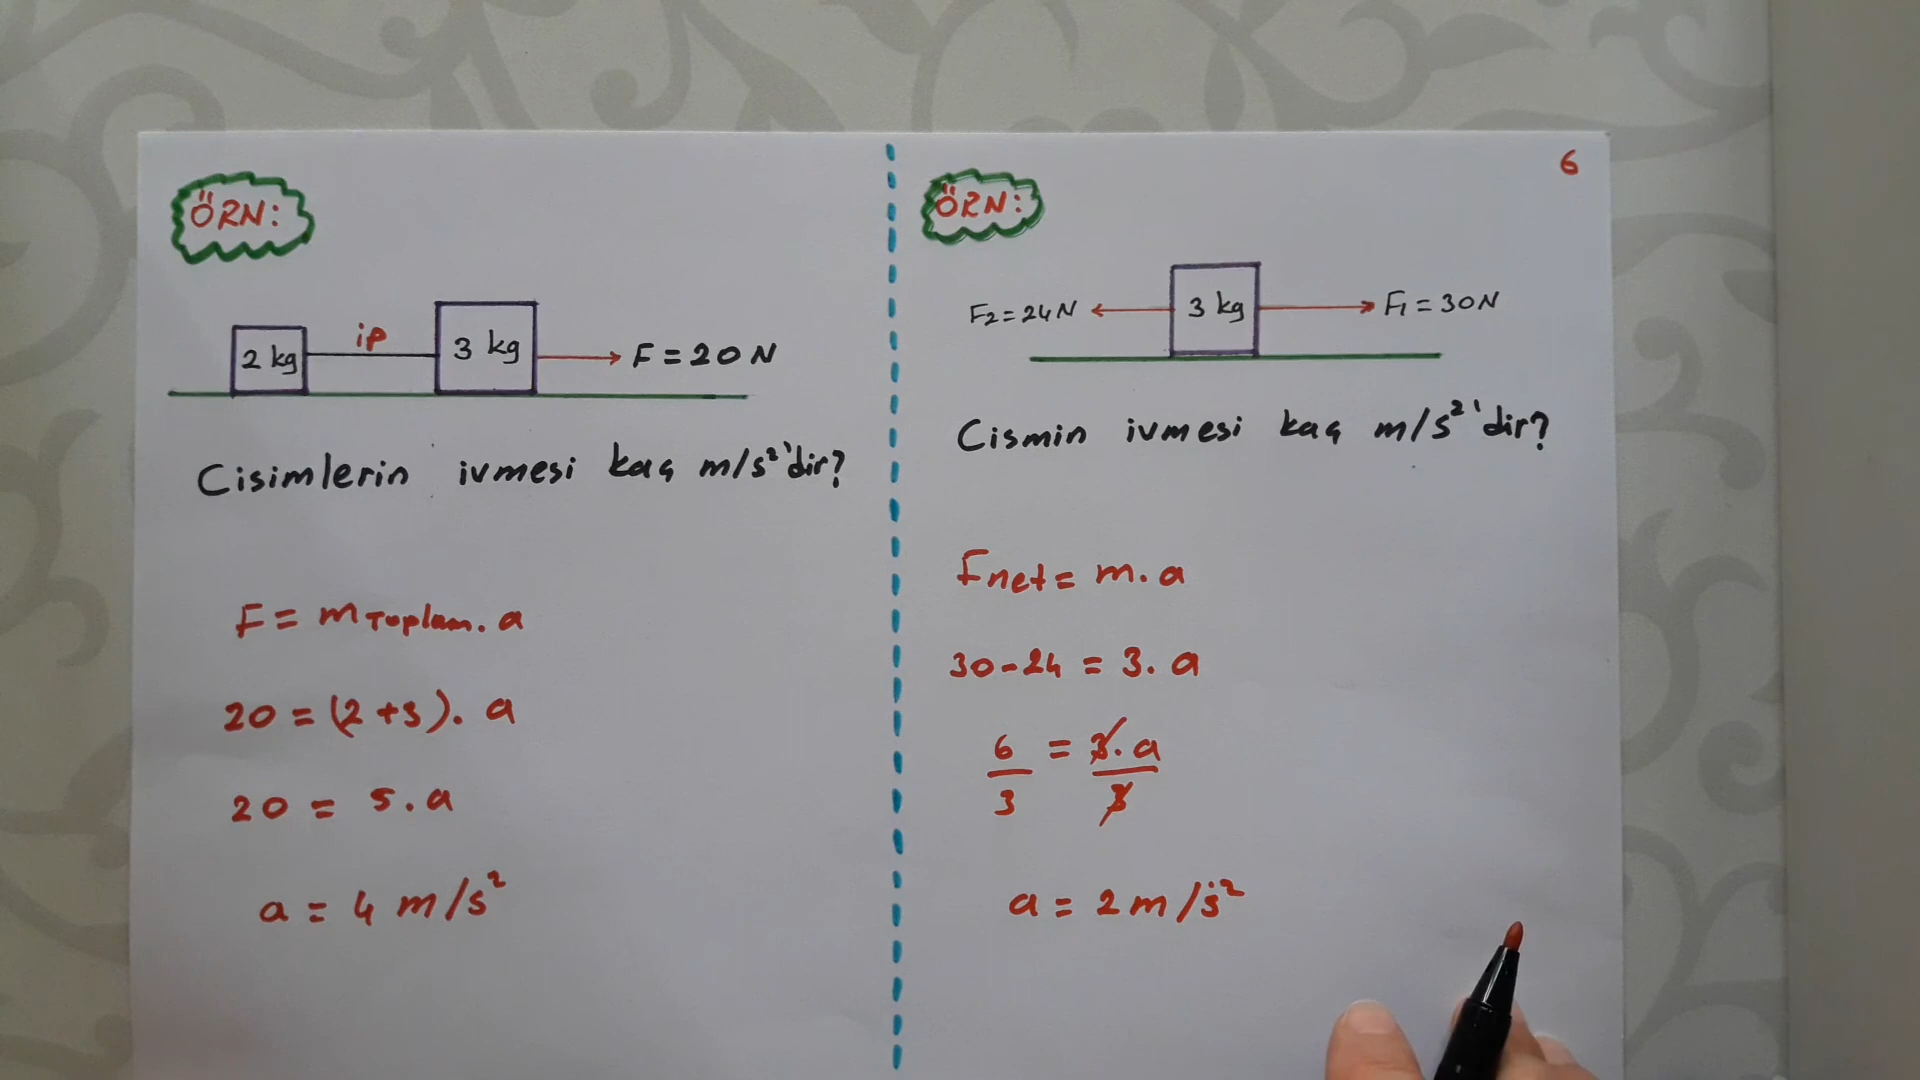 ÖRN:
2 kg ip 3 kg F = 20 N
Cisimlerin ivmesi kaç m/s²'dir?
F = mToplam. a
20 = (2+3). a
20 = 5. a
a = 4 m/s²
6
ÖRN:
F2 = 24N 3 kg F1 = 30N
Cismin ivmesi kaç m/s²'dir?
Fnet = m. a
30-24 = 3. a
6/3 = 3. a/3
a = 2 m/s²